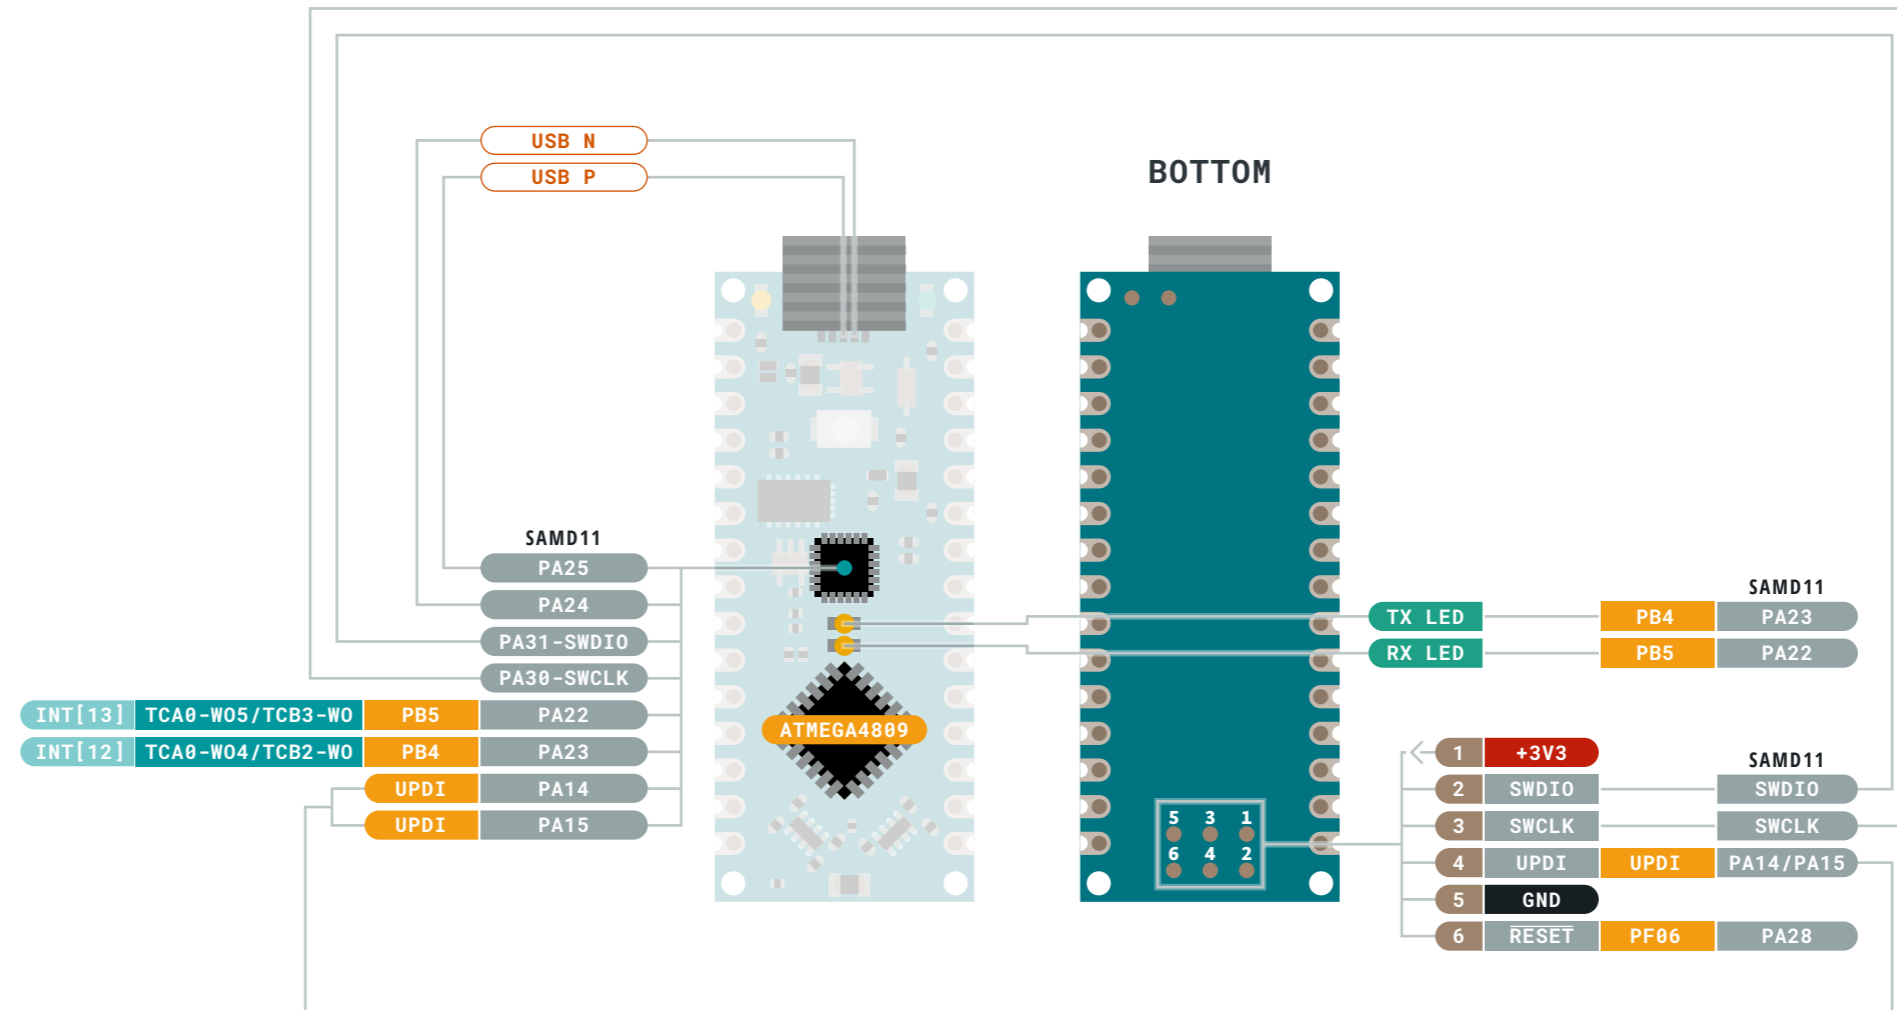 USB N
USB P
BOTTOM
SAMD11
PA25
PA24
PA31-SWDIO
PA30-SWCLK
INT[13] TCA0-WO5/TCB3-WO PB5 PA22
INT[12] TCA0-WO4/TCB2-WO PB4 PA23
UPDI PA14
UPDI PA15
ATMEGA4809
5 3 1
6 4 2
SAMD11
TX LED PB4 PA23
RX LED PB5 PA22
1 +3V3
SAMD11
2 SWDIO SWDIO
3 SWCLK SWCLK
4 UPDI UPDI PA14/PA15
5 GND
6 RESET PF06 PA28